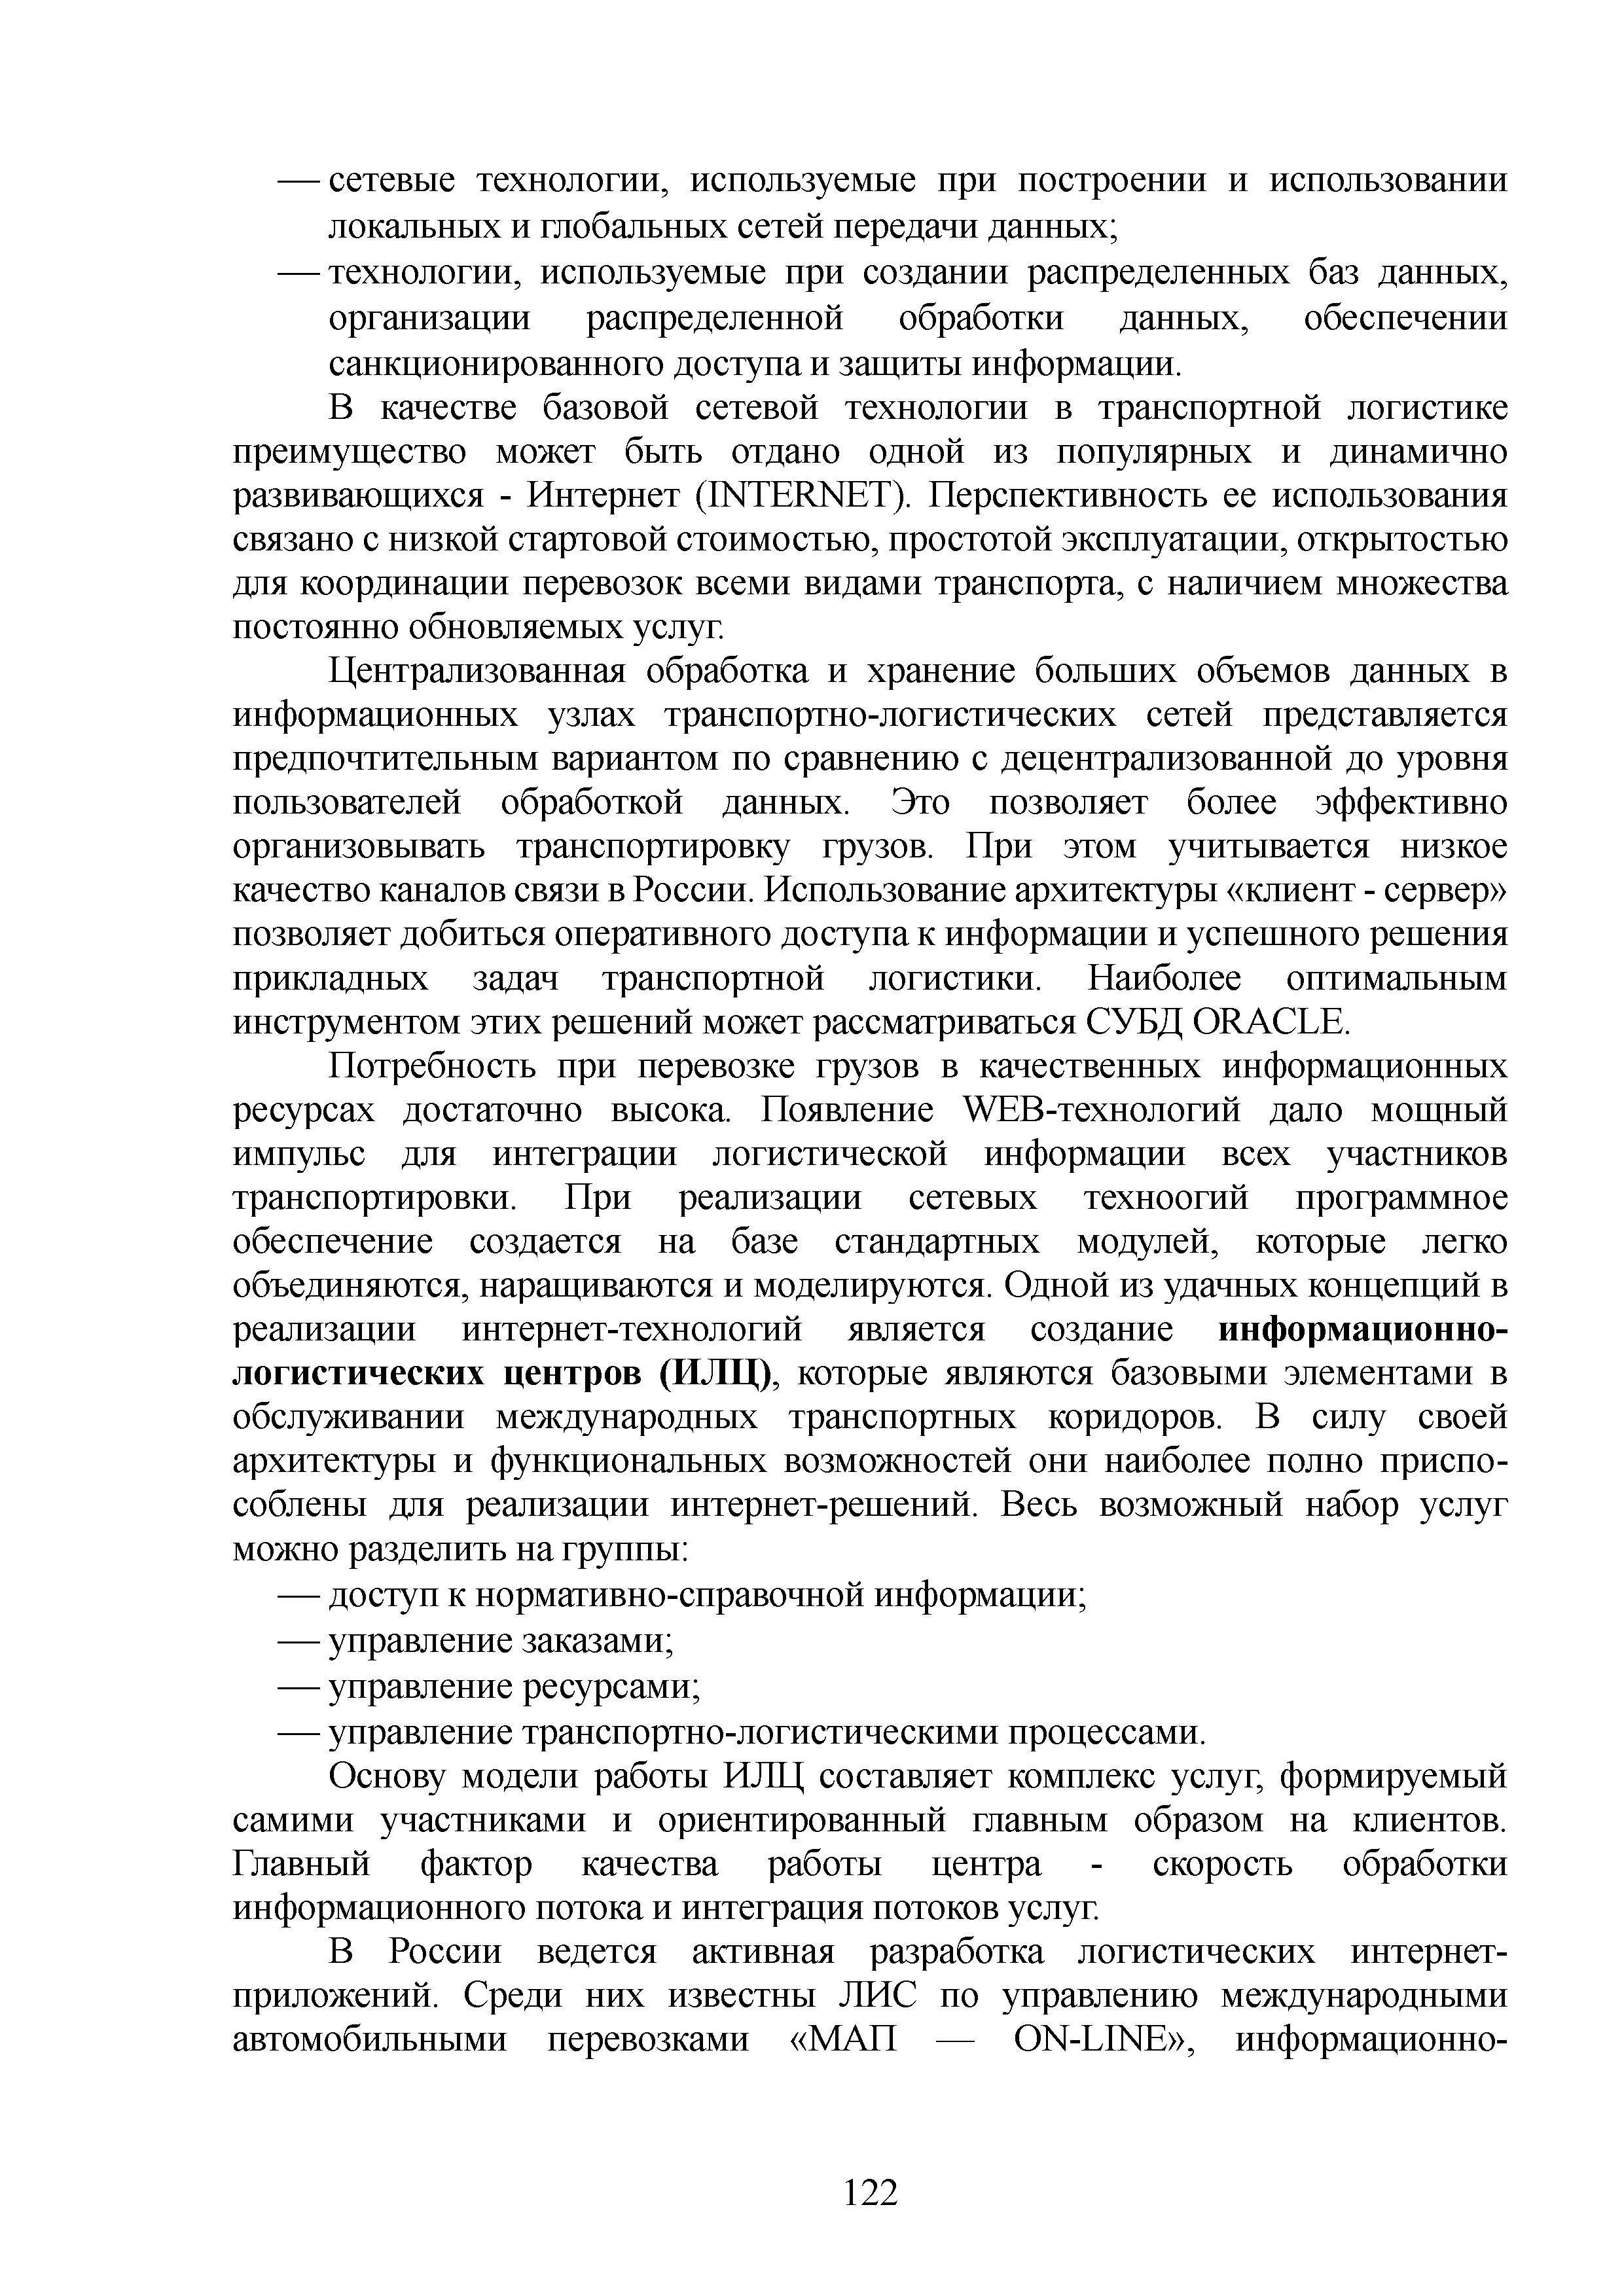 — сетевые технологии, используемые при построении и использовании
локальных и глобальных сетей передачи данных;
— технологии, используемые при создании распределенных баз данных,
организации распределенной обработки данных, обеспечении
санкционированного доступа и защиты информации.
В качестве базовой сетевой технологии в транспортной логистике
преимущество может быть отдано одной из популярных и динамично
развивающихся - Интернет (INTERNET). Перспективность ее использования
связано с низкой стартовой стоимостью, простотой эксплуатации, открытостью
для координации перевозок всеми видами транспорта, с наличием множества
постоянно обновляемых услуг.
Централизованная обработка и хранение больших объемов данных в
информационных узлах транспортно-логистических сетей представляется
предпочтительным вариантом по сравнению с децентрализованной до уровня
пользователей обработкой данных. Это позволяет более эффективно
организовывать транспортировку грузов. При этом учитывается низкое
качество каналов связи в России. Использование архитектуры «клиент - сервер»
позволяет добиться оперативного доступа к информации и успешного решения
прикладных задач транспортной логистики. Наиболее оптимальным
инструментом этих решений может рассматриваться СУБД ORACLE.
Потребность при перевозке грузов в качественных информационных
ресурсах достаточно высока. Появление WEB-технологий дало мощный
импульс для интеграции логистической информации всех участников
транспортировки. При реализации сетевых техноогий программное
обеспечение создается на базе стандартных модулей, которые легко
объединяются, наращиваются и моделируются. Одной из удачных концепций в
реализации интернет-технологий является создание информационно-
логистических центров (ИЛЦ), которые являются базовыми элементами в
обслуживании международных транспортных коридоров. В силу своей
архитектуры и функциональных возможностей они наиболее полно приспо-
соблены для реализации интернет-решений. Весь возможный набор услуг
можно разделить на группы:
— доступ к нормативно-справочной информации;
— управление заказами;
— управление ресурсами;
— управление транспортно-логистическими процессами.
Основу модели работы ИЛЦ составляет комплекс услуг, формируемый
самими участниками и ориентированный главным образом на клиентов.
Главный фактор качества работы центра - скорость обработки
информационного потока и интеграция потоков услуг.
В России ведется активная разработка логистических интернет-
приложений. Среди них известны ЛИС по управлению международными
автомобильными перевозками «МАП — ON-LINE», информационно-
122